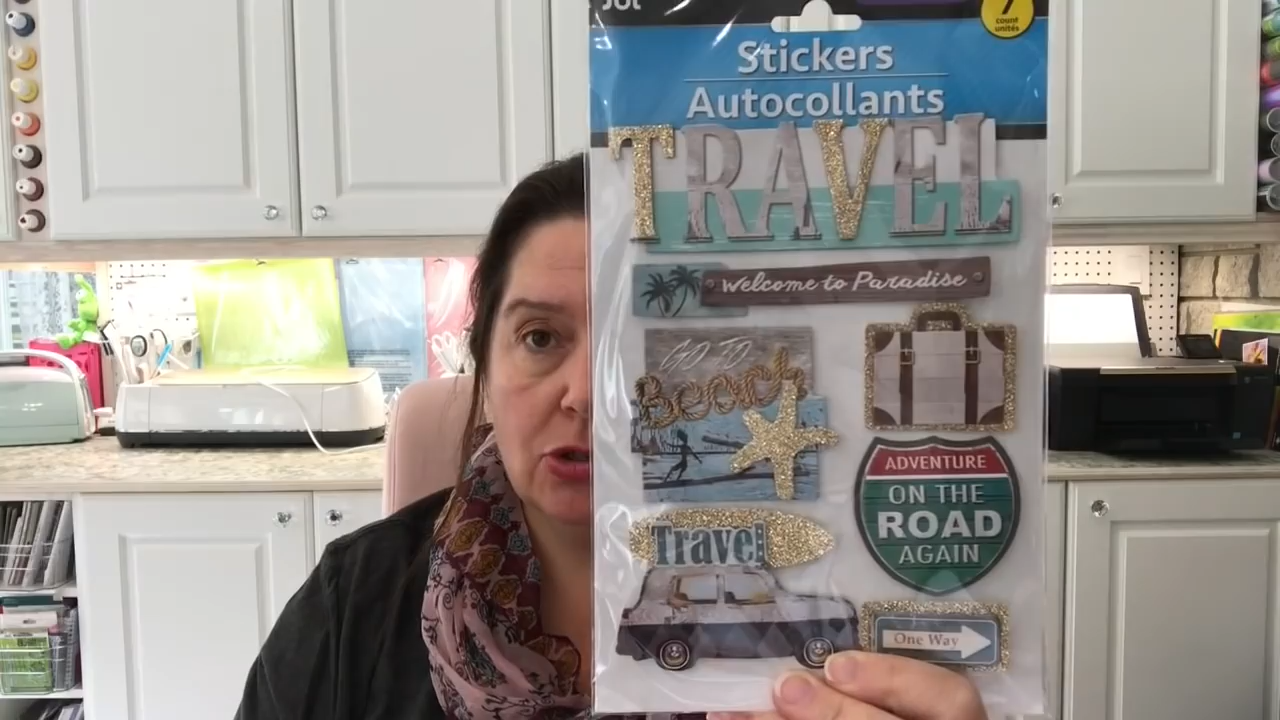 JOT
7
count
unités
Stickers
Autocollants
TRAVEL
Welcome to Paradise
GO TO
Beach
ADVENTURE
ON THE
ROAD
AGAIN
Travel
One Way